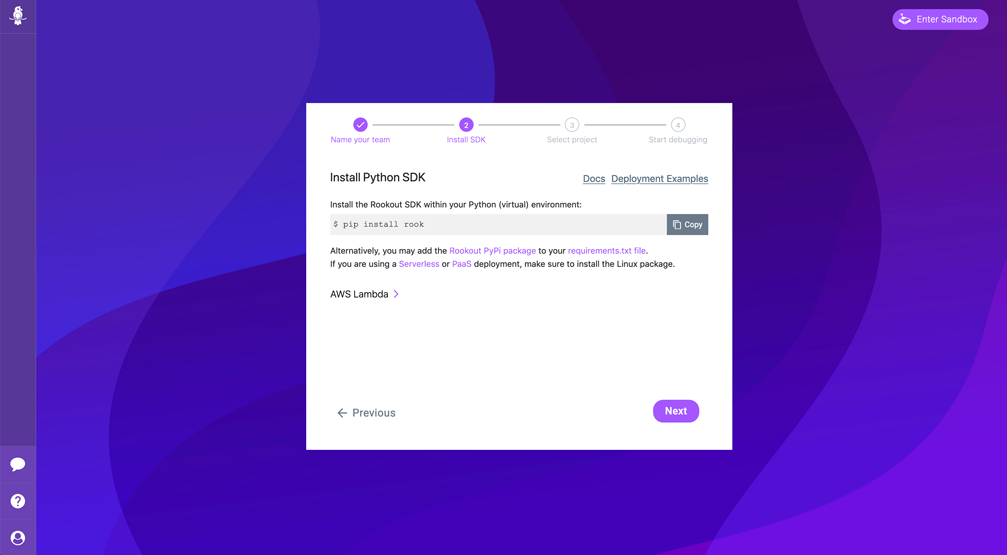 Enter Sandbox
2 3 4
Name your team Install SDK Select project Start debugging
Install Python SDK Docs Deployment Examples
Install the Rookout SDK within your Python (virtual) environment:
$ pip install rook Copy
Alternatively, you may add the Rookout PyPi package to your requirements.txt file.
If you are using a Serverless or PaaS deployment, make sure to install the Linux package.
AWS Lambda >
← Previous Next
?